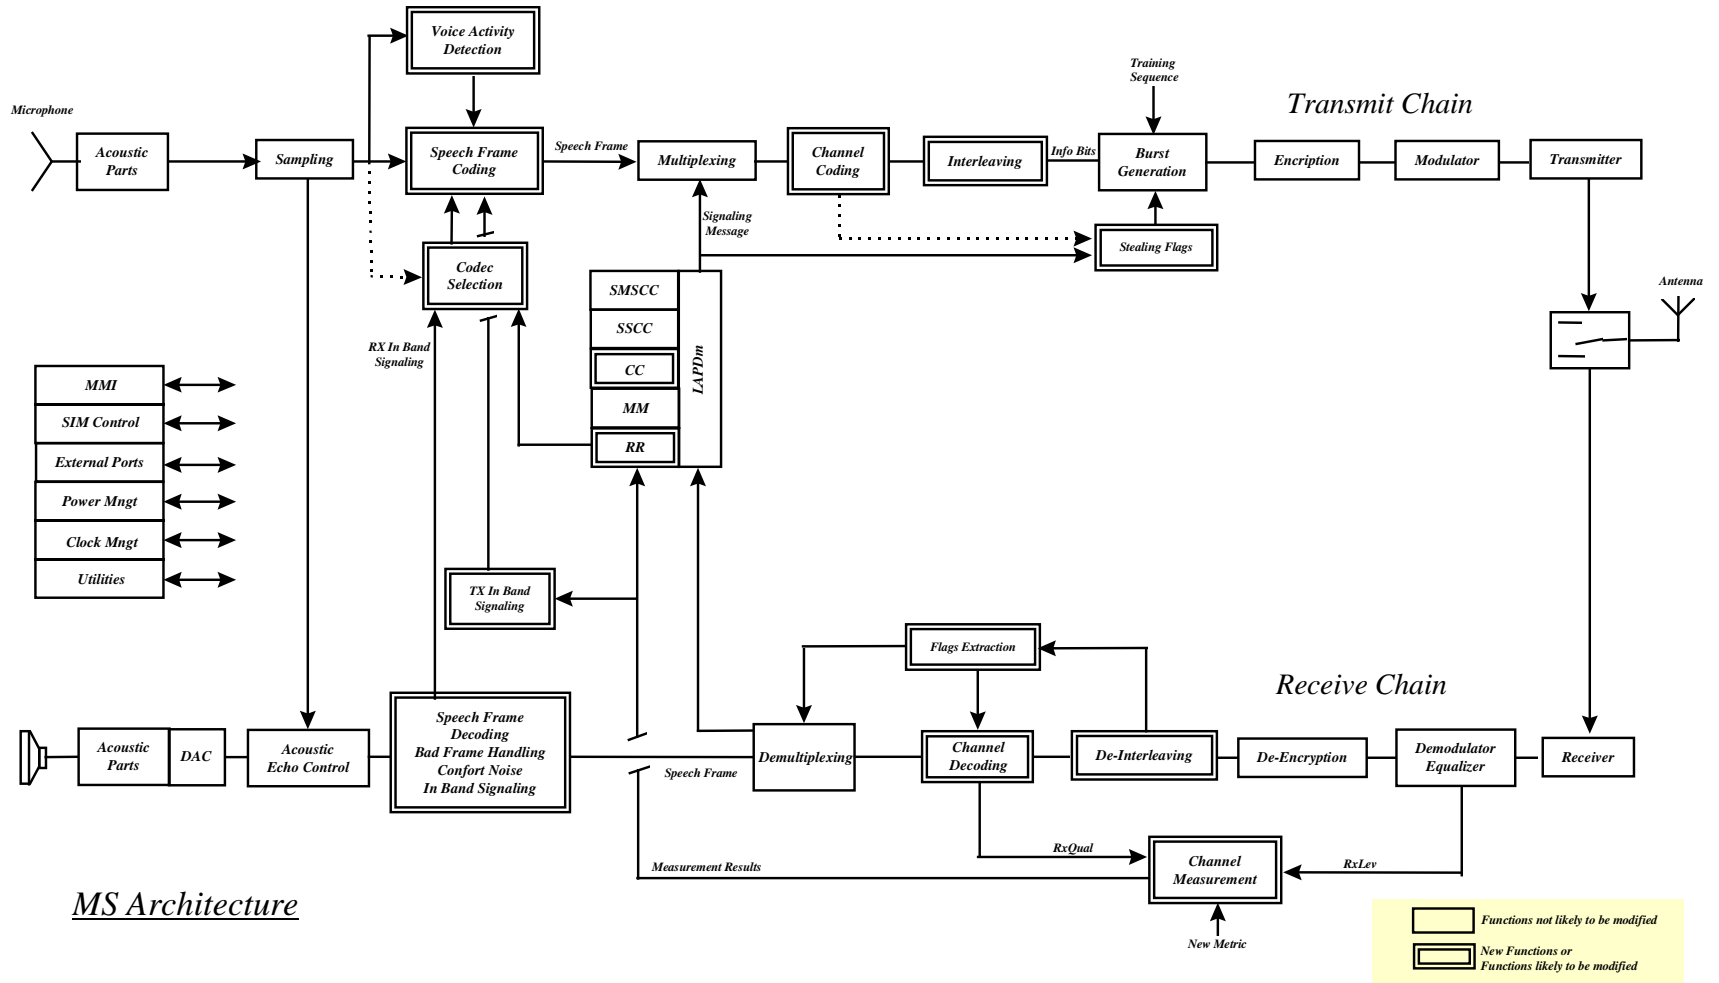 Voice Activity
Detection
Training
Sequence
Transmit Chain
Microphone
Acoustic
Parts
Sampling
Speech Frame
Coding
Speech Frame
Multiplexing
Channel
Coding
Interleaving
Info Bits
Burst
Generation
Encription
Modulator
Transmitter
Signaling
Message
Stealing Flags
Codec
Selection
Antenna
SMSCC
SSCC
CC
MM
RR
LAPDm
RX In Band
Signaling
MMI
SIM Control
External Ports
Power Mngt
Clock Mngt
Utilities
TX In Band
Signaling
Flags Extraction
Receive Chain
Acoustic
Parts
DAC
Acoustic
Echo Control
Speech Frame
Decoding
Bad Frame Handling
Confort Noise
In Band Signaling
Speech Frame
Demultiplexing
Channel
Decoding
De-Interleaving
De-Encryption
Demodulator
Equalizer
Receiver
RxQual
Channel
Measurement
RxLev
Measurement Results
New Metric
MS Architecture
Functions not likely to be modified
New Functions or
Functions likely to be modified